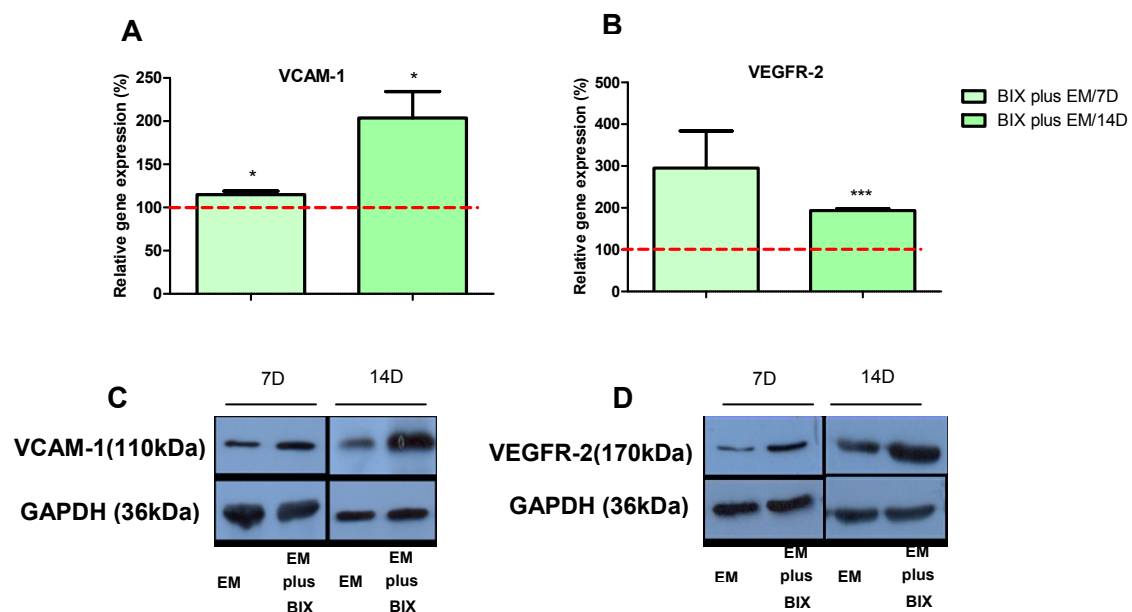 A
VCAM-1
Relative gene expression (%)
250
200
150
100
50
0
*
*
B
VEGFR-2
Relative gene expression (%)
500
400
300
200
100
0
***
BIX plus EM/7D
BIX plus EM/14D
C
7D
14D
VCAM-1(110kDa)
GAPDH (36kDa)
EM
EM
plus
BIX
EM
EM
plus
BIX
D
7D
14D
VEGFR-2(170kDa)
GAPDH (36kDa)
EM
EM
plus
BIX
EM
EM
plus
BIX